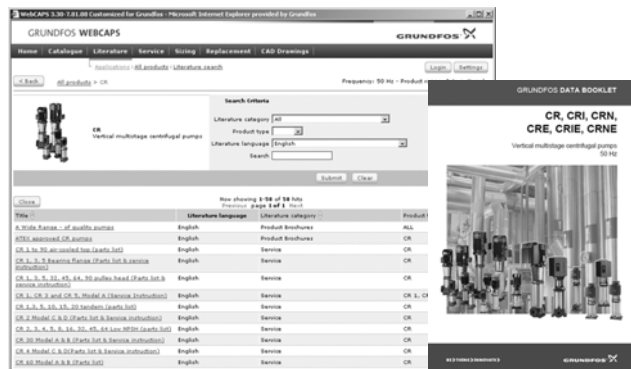 WebCAPS 3.30-7.01.08 Customized for Grundfos - Microsoft Internet Explorer provided by Grundfos
GRUNDFOS WEBCAPS
GRUNDFOS
Home Catalogue Literature Service Sizing Replacement CAD Drawings
Applications All products Literature search
Login Settings
< Back All products > CR
Frequency: 50 Hz - Product
Search Criteria
CR
Vertical multistage centrifugal pumps
Literature category All
Product type
Literature language English
Search
Submit Clear
Close
Now showing 1-58 of 58 hits
Previous page 1 of 1 Next
Title Literature language Literature category Product
A Wide Range - of quality pumps English Product Brochures ALL
ATEX approved CR pumps English Product Brochures CR
CR 1 to 90 air-cooled top (parts list) English Service CR
CR 1, 3, 5 Bearing flange (Parts list & service instruction) English Service CR
CR 1, 3, 5, 32, 45, 64, 90 pulley head (Parts list & service instruction) English Service CR
CR 1, CR 3 and CR 5, Model A (Service Instruction) English Service CR 1, CR
CR 1,3, 5, 10, 15, 20 tandem (parts list) English Service CR
CR 2 Model C & D (Parts list & Service instruction) English Service CR
CR 2, 3, 4, 5, 8, 16, 32, 45, 64 Low NPSH (parts list) English Service CR
CR 30 Model A & B (Parts list & Service instruction) English Service CR
CR 4 Model C & D(Parts list & Service instruction) English Service CR
CR 60 Model A & B (Parts list) English Service CR
GRUNDFOS DATA BOOKLET
CR, CRI, CRN,
CRE, CRIE, CRNE
Vertical multistage centrifugal pumps
50 Hz
BE > THINK > INNOVATE >
GRUNDFOS